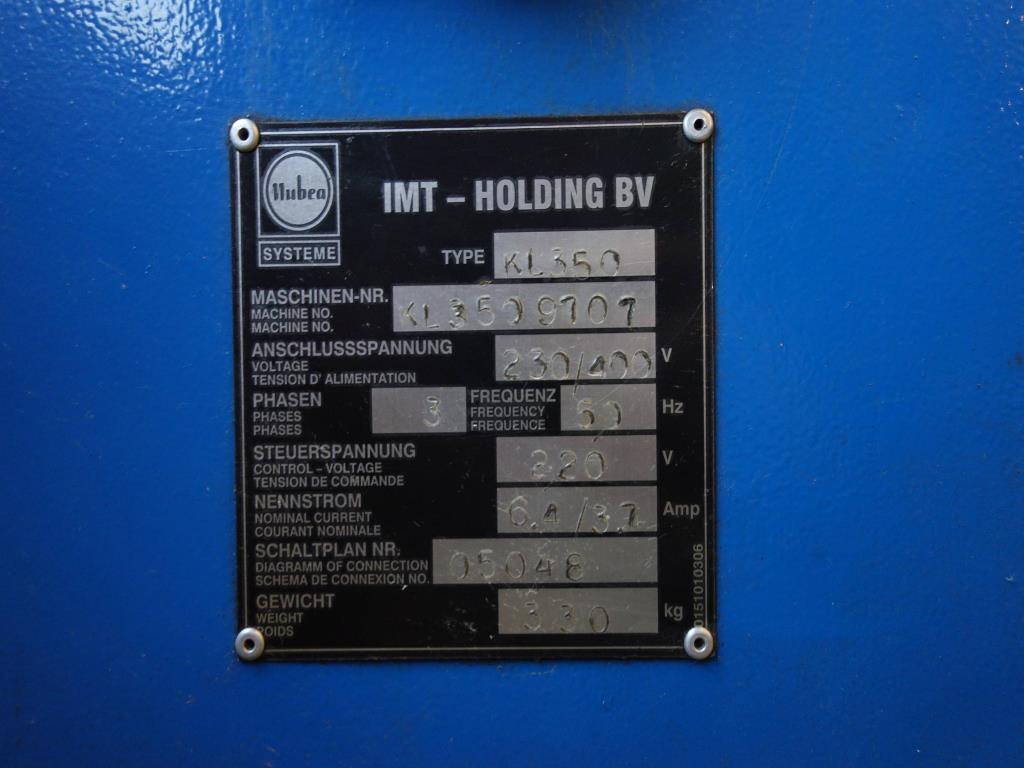 Nubea
SYSTEME
IMT – HOLDING BV
TYPE KL350
MASCHINEN-NR. KL3509707
MACHINE NO.
MACHINE NO.
ANSCHLUSSSPANNUNG 230/400 V
VOLTAGE
TENSION D' ALIMENTATION
PHASEN 3 FREQUENZ 50 Hz
PHASES FREQUENCY
PHASES FREQUENCE
STEUERSPANNUNG 220 V
CONTROL – VOLTAGE
TENSION DE COMMANDE
NENNSTROM 6.4/3.7 Amp
NOMINAL CURRENT
COURANT NOMINALE
SCHALTPLAN NR. 05048
DIAGRAMM OF CONNECTION
SCHEMA DE CONNEXION NO.
GEWICHT 330 kg
WEIGHT
POIDS
0151010306